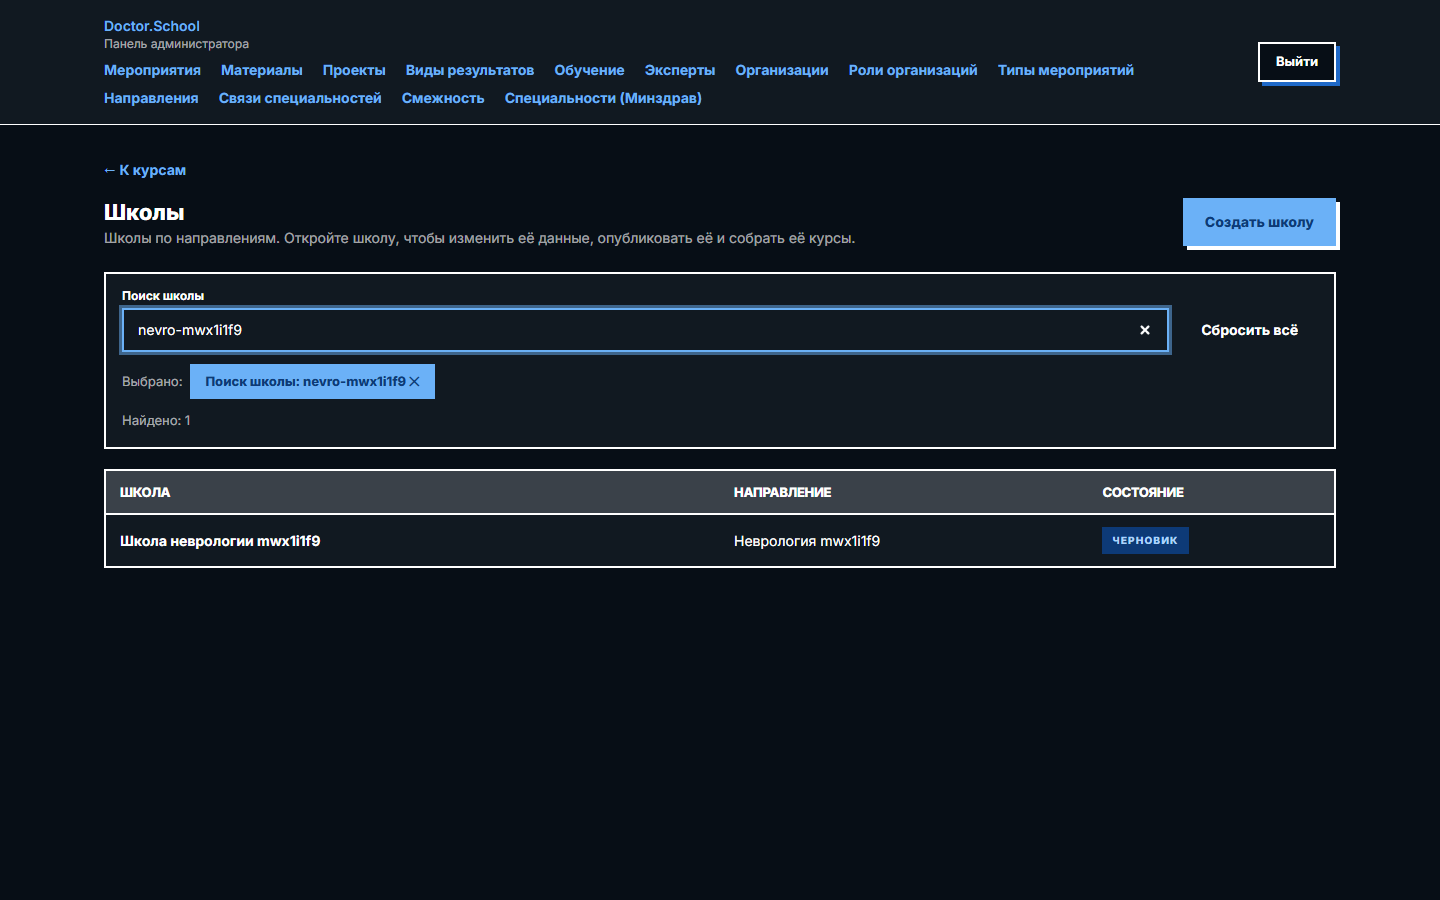 Doctor.School
Панель администратора
Мероприятия Материалы Проекты Виды результатов Обучение Эксперты Организации Роли организаций Типы мероприятий
Направления Связи специальностей Смежность Специальности (Минздрав)
Выйти
← К курсам
Школы
Школы по направлениям. Откройте школу, чтобы изменить её данные, опубликовать её и собрать её курсы.
Создать школу
Поиск школы
nevro-mwx1i1f9
Сбросить всё
Выбрано: Поиск школы: nevro-mwx1i1f9
Найдено: 1
ШКОЛА НАПРАВЛЕНИЕ СОСТОЯНИЕ
Школа неврологии mwx1i1f9 Неврология mwx1i1f9 ЧЕРНОВИК